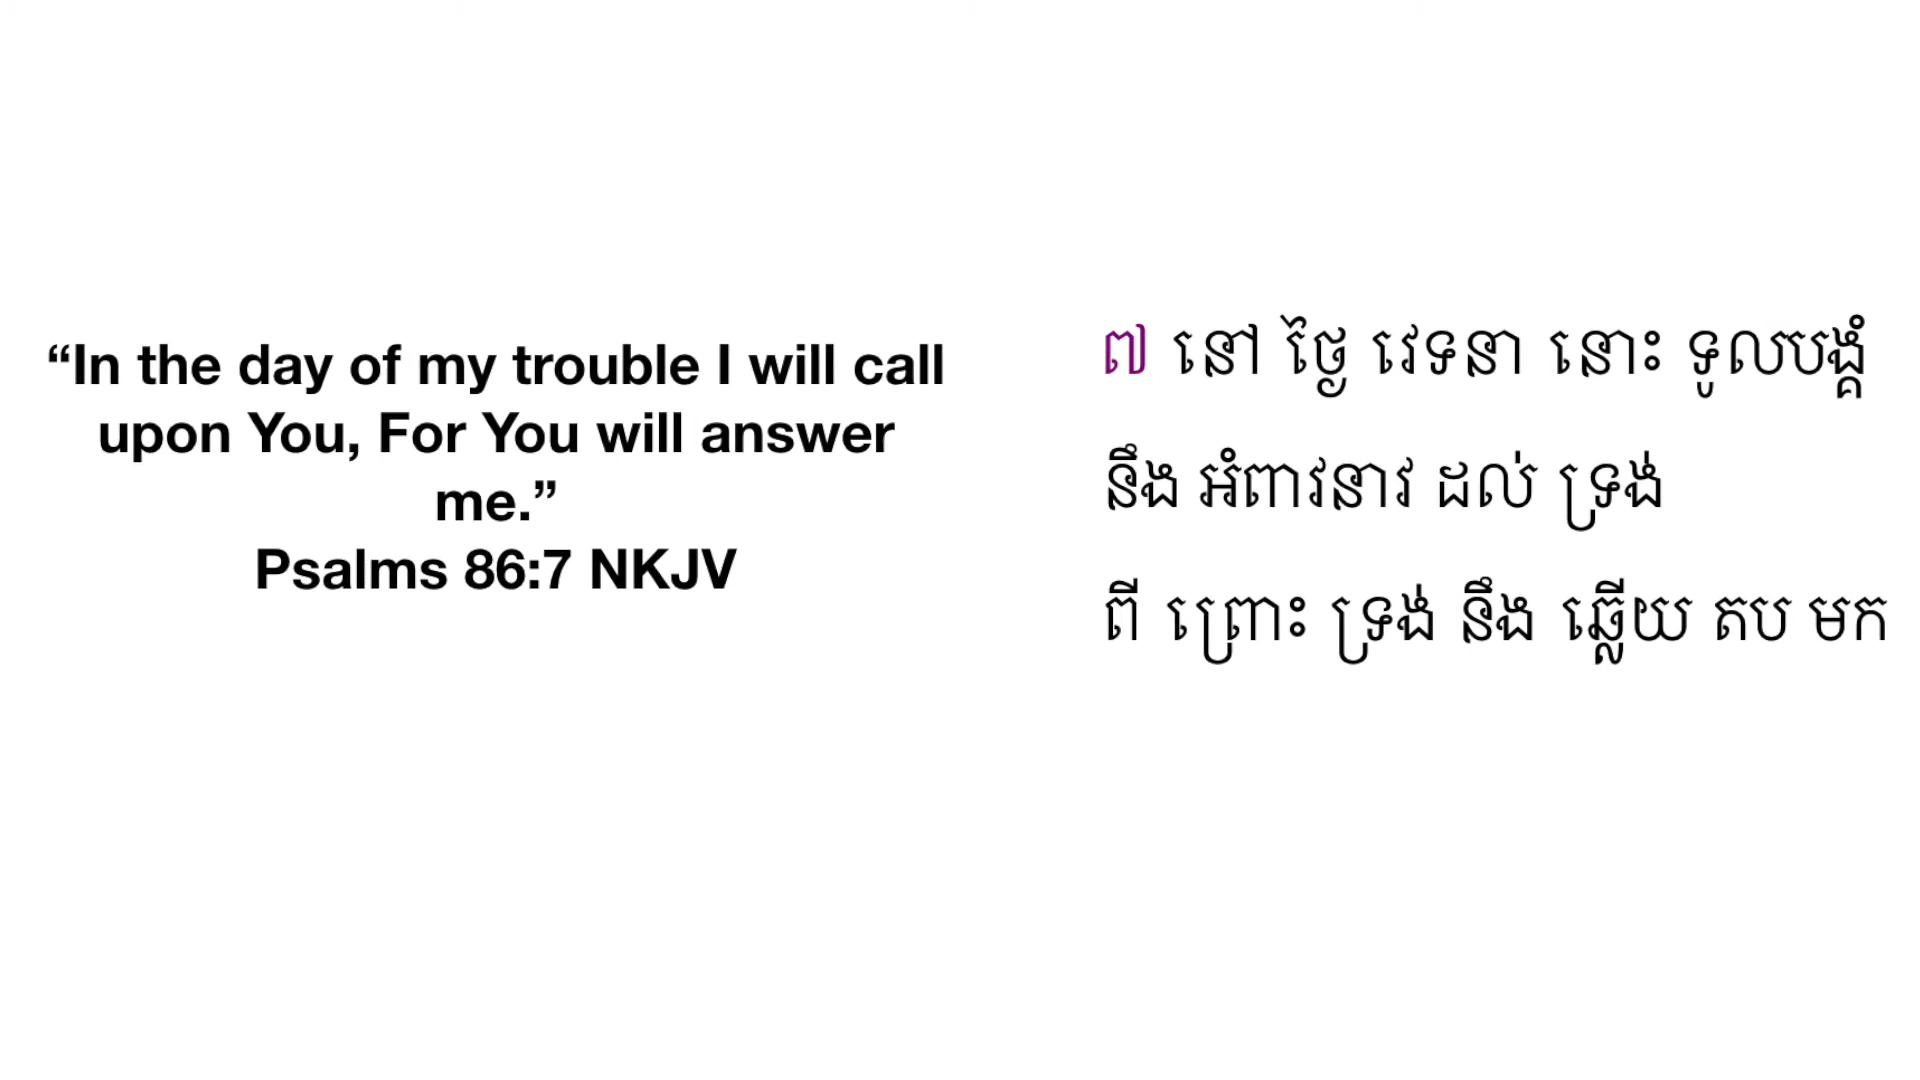 “In the day of my trouble I will call
upon You, For You will answer
me.”
Psalms 86:7 NKJV
៧ នៅ ថ្ងៃ វេទនា នោះ ទូលបង្គំ
នឹង អំពាវនាវ ដល់ ទ្រង់
ពី ព្រោះ ទ្រង់ នឹង ឆ្លើយ តប មក